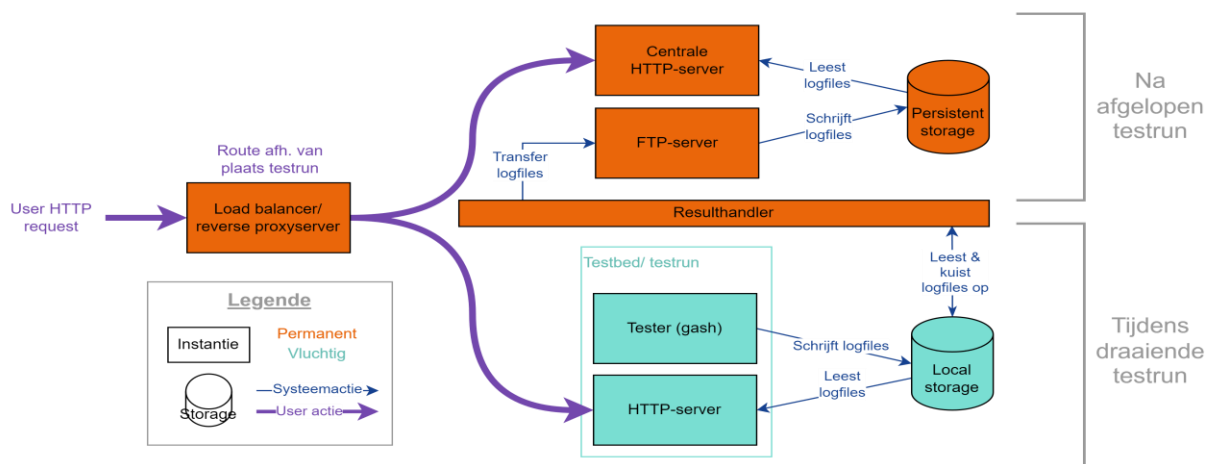 Centrale
HTTP-server
Leest
logfiles
Persistent
storage
Na
afgelopen
testrun
Schrijft
logfiles
FTP-server
Transfer
logfiles
Route afh. van
plaats testrun
User HTTP
request
Load balancer/
reverse proxyserver
Resulthandler
Leest &
kuist
logfiles op
Testbed/ testrun
Tester (gash)
Schrijft logfiles
Leest
logfiles
HTTP-server
Local
storage
Tijdens
draaiende
testrun
Legende
Instantie
Permanent
Vluchtig
Storage
Systeemactie
User actie